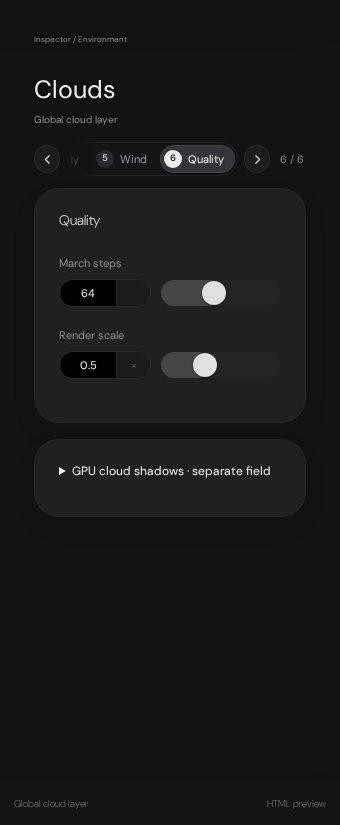 Inspector / Environment
Clouds
Global cloud layer
5 Wind 6 Quality 6 / 6
Quality
March steps
64
Render scale
0.5 ×
GPU cloud shadows · separate field
Global cloud layer HTML preview